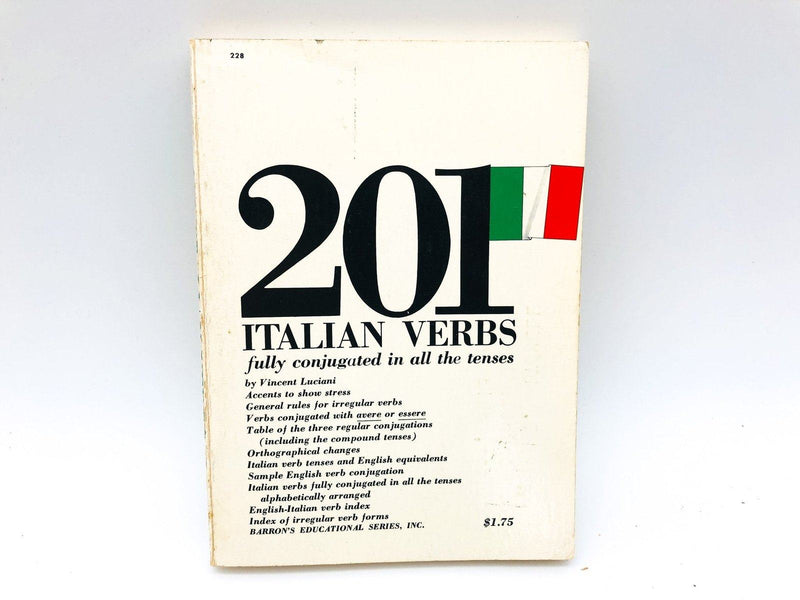 228
201
ITALIAN VERBS
fully conjugated in all the tenses
by Vincent Luciani
Accents to show stress
General rules for irregular verbs
Verbs conjugated with avere or essere
Table of the three regular conjugations
(including the compound tenses)
Orthographical changes
Italian verb tenses and English equivalents
Sample English verb conjugation
Italian verbs fully conjugated in all the tenses
alphabetically arranged
English-Italian verb index
Index of irregular verb forms
BARRON'S EDUCATIONAL SERIES, INC. $1.75